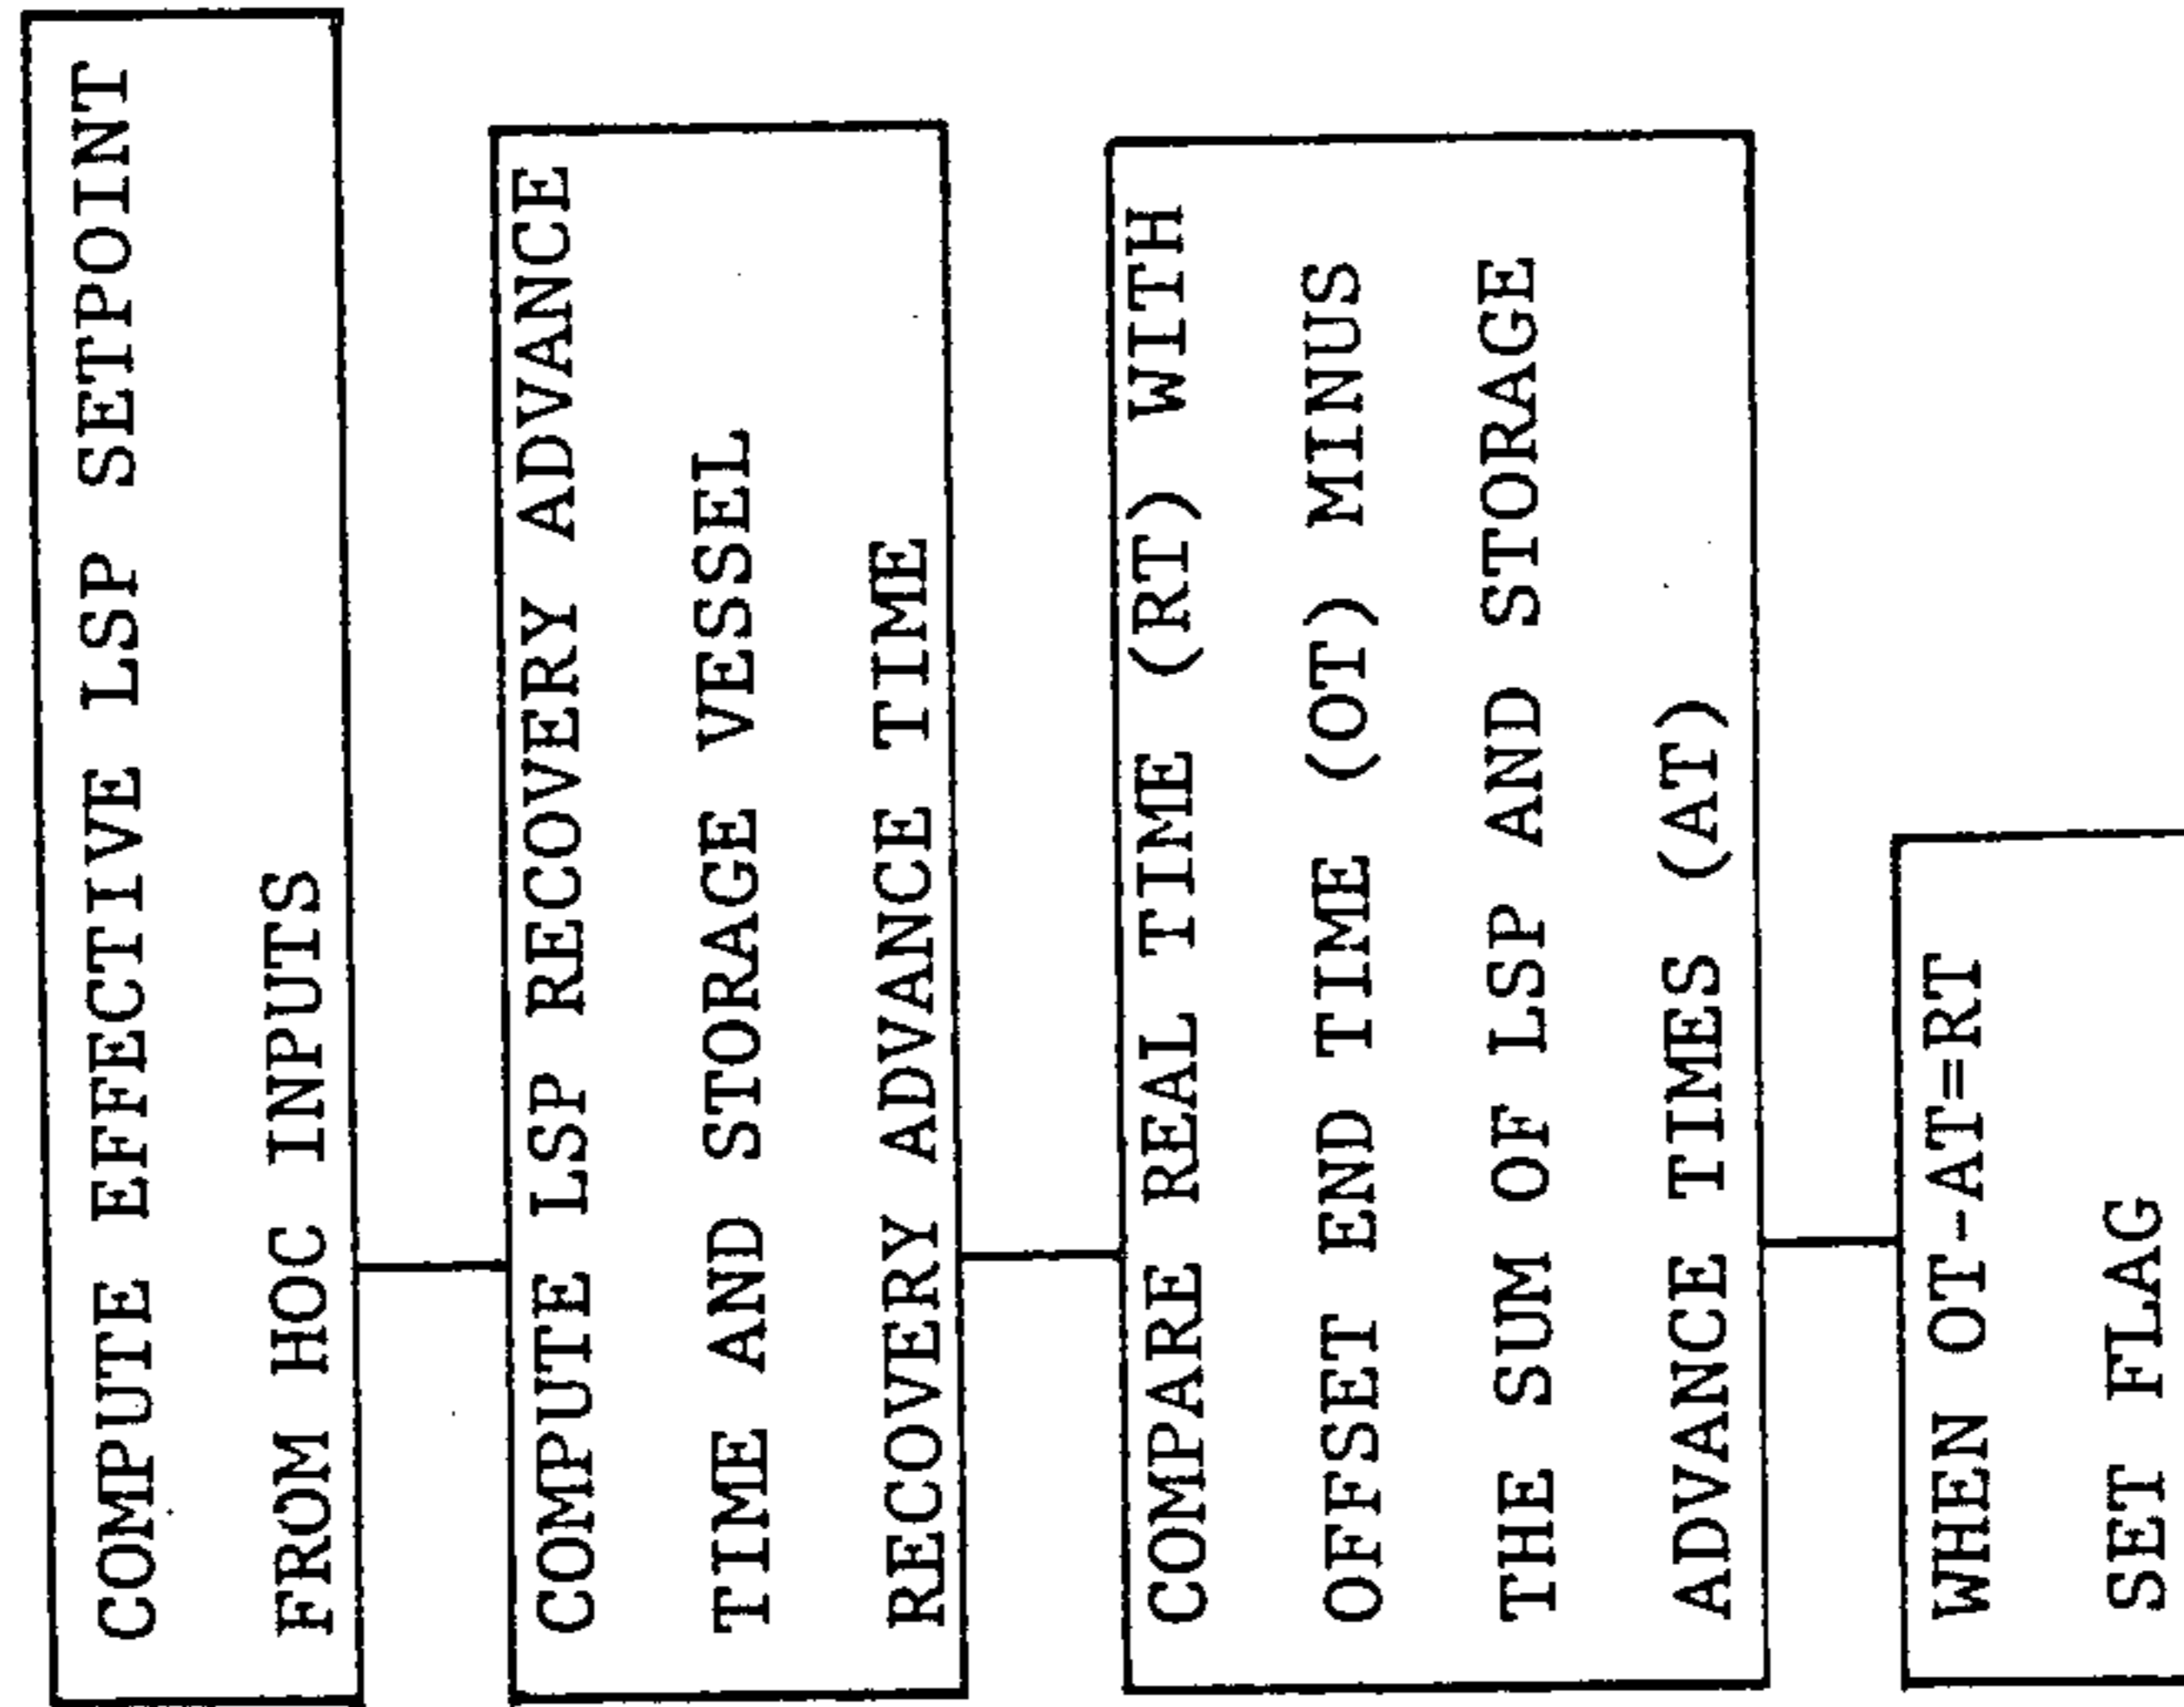 COMPUTE EFFECTIVE LSP SETPOINT
FROM HOC INPUTS
COMPUTE LSP RECOVERY ADVANCE
TIME AND STORAGE VESSEL
RECOVERY ADVANCE TIME
COMPARE REAL TIME (RT) WITH
OFFSET END TIME (OT) MINUS
THE SUM OF LSP AND STORAGE
ADVANCE TIMES (AT)
WHEN OT-AT=RT
SET FLAG